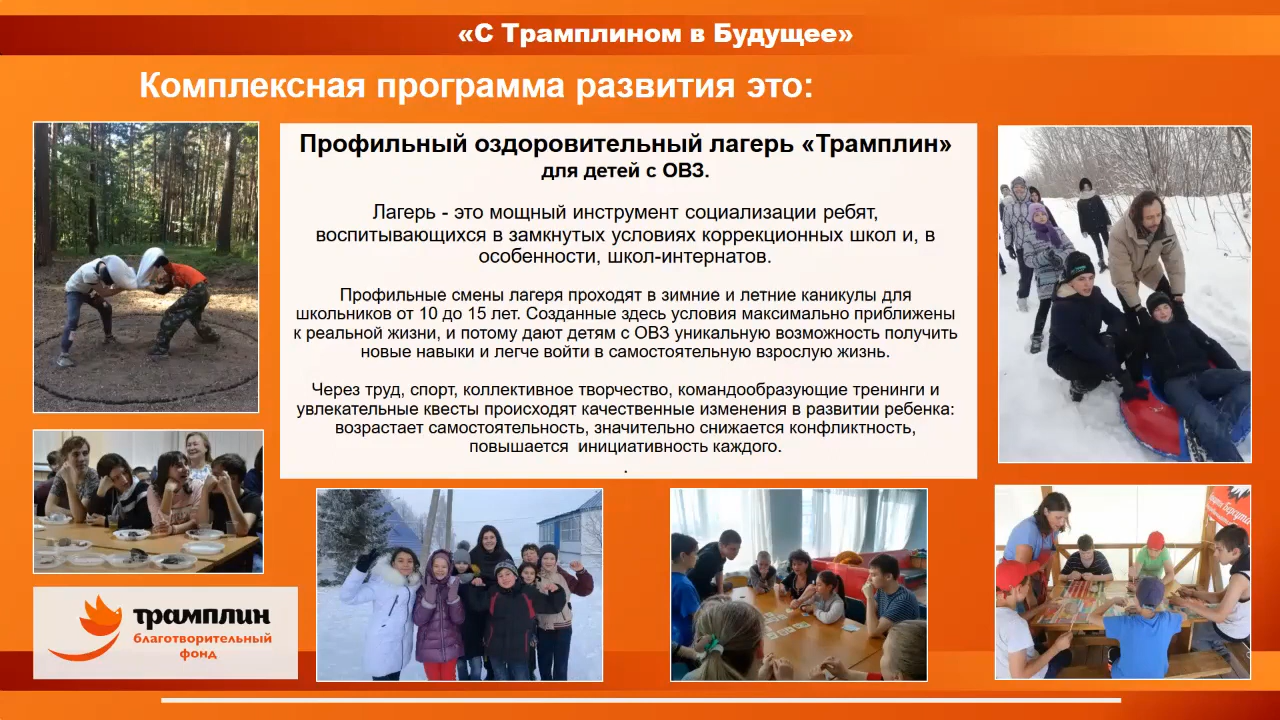 «С Трамплином в Будущее»
Комплексная программа развития это:
Профильный оздоровительный лагерь «Трамплин»
для детей с ОВЗ.
Лагерь - это мощный инструмент социализации ребят,
воспитывающихся в замкнутых условиях коррекционных школ и, в
особенности, школ-интернатов.
Профильные смены лагеря проходят в зимние и летние каникулы для
школьников от 10 до 15 лет. Созданные здесь условия максимально приближены
к реальной жизни, и потому дают детям с ОВЗ уникальную возможность получить
новые навыки и легче войти в самостоятельную взрослую жизнь.
Через труд, спорт, коллективное творчество, командообразующие тренинги и
увлекательные квесты происходят качественные изменения в развитии ребенка:
возрастает самостоятельность, значительно снижается конфликтность,
повышается инициативность каждого.
.
трамплин
благотворительный
фонд